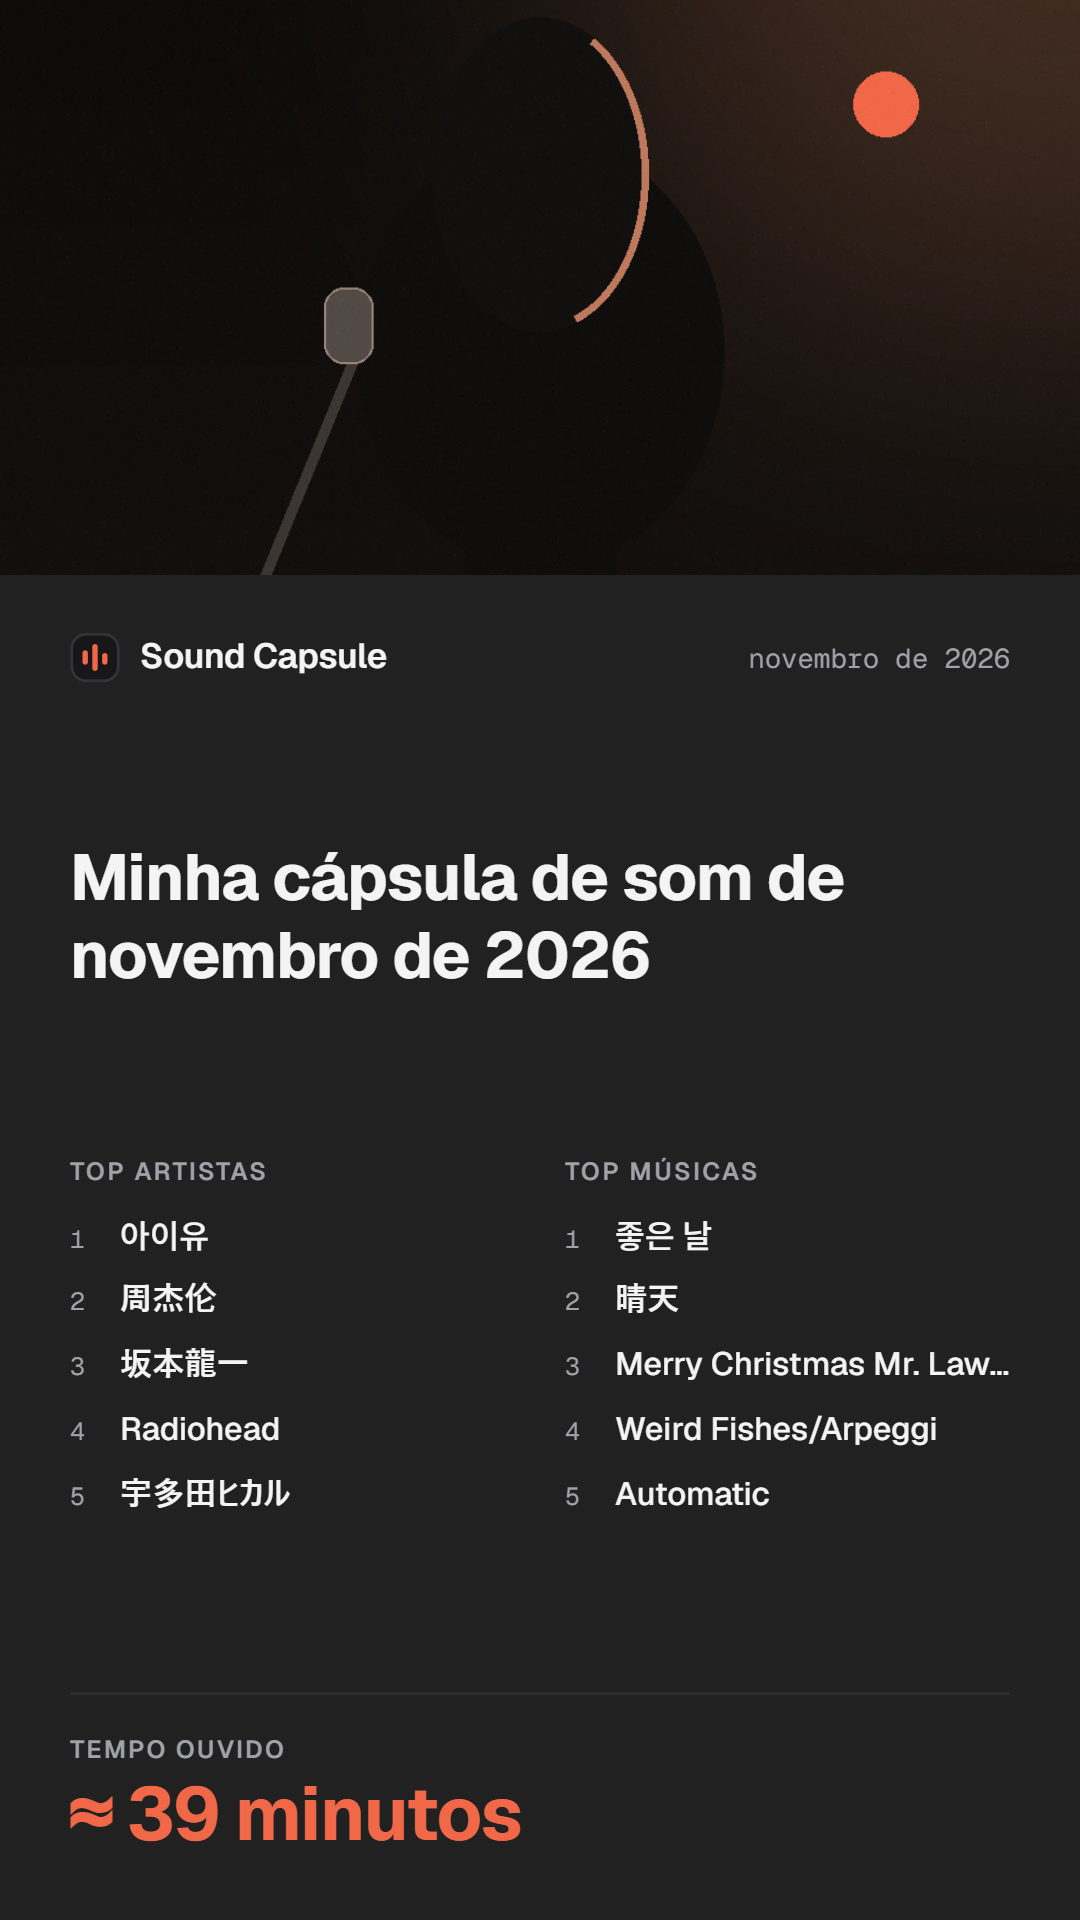 Sound Capsule
novembro de 2026
Minha cápsula de som de
novembro de 2026
TOP ARTISTAS
1 아이유
2 周杰伦
3 坂本龍一
4 Radiohead
5 宇多田ヒカル
TOP MÚSICAS
1 좋은 날
2 晴天
3 Merry Christmas Mr. Law...
4 Weird Fishes/Arpeggi
5 Automatic
TEMPO OUVIDO
≈ 39 minutos